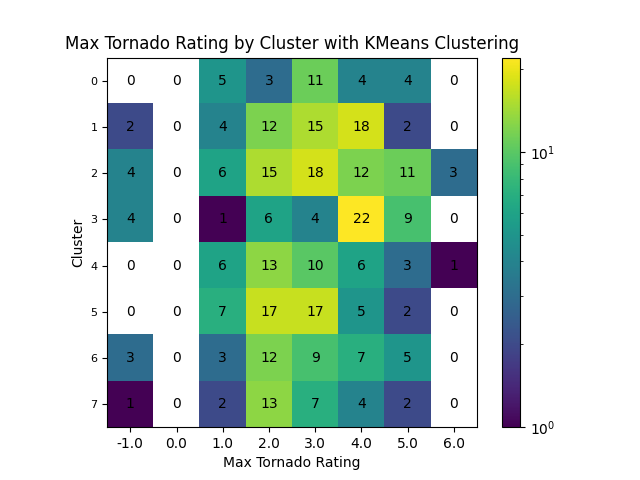 Max Tornado Rating by Cluster with KMeans Clustering
0 0 0 5 3 11 4 4 0
1 2 0 4 12 15 18 2 0
2 4 0 6 15 18 12 11 3
3 4 0 1 6 4 22 9 0
4 0 0 6 13 10 6 3 1
5 0 0 7 17 17 5 2 0
6 3 0 3 12 9 7 5 0
7 1 0 2 13 7 4 2 0
-1.0 0.0 1.0 2.0 3.0 4.0 5.0 6.0
Max Tornado Rating
Cluster
10¹
10⁰